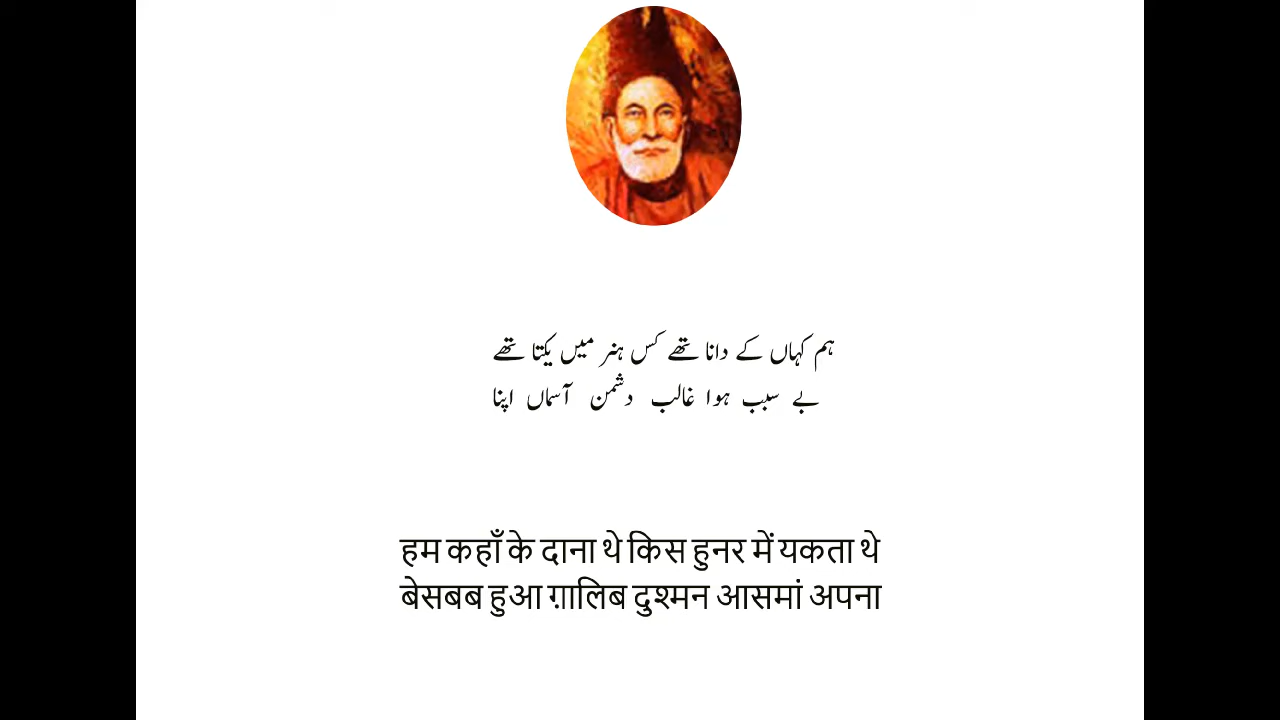 ہم کہاں کے دانا تھے کس ہنر میں یکتا تھے
بے سبب ہوا غالب دشمن آسماں اپنا
हम कहाँ के दाना थे किस हुनर में यकता थे
बेसबब हुआ ग़ालिब दुश्मन आसमां अपना